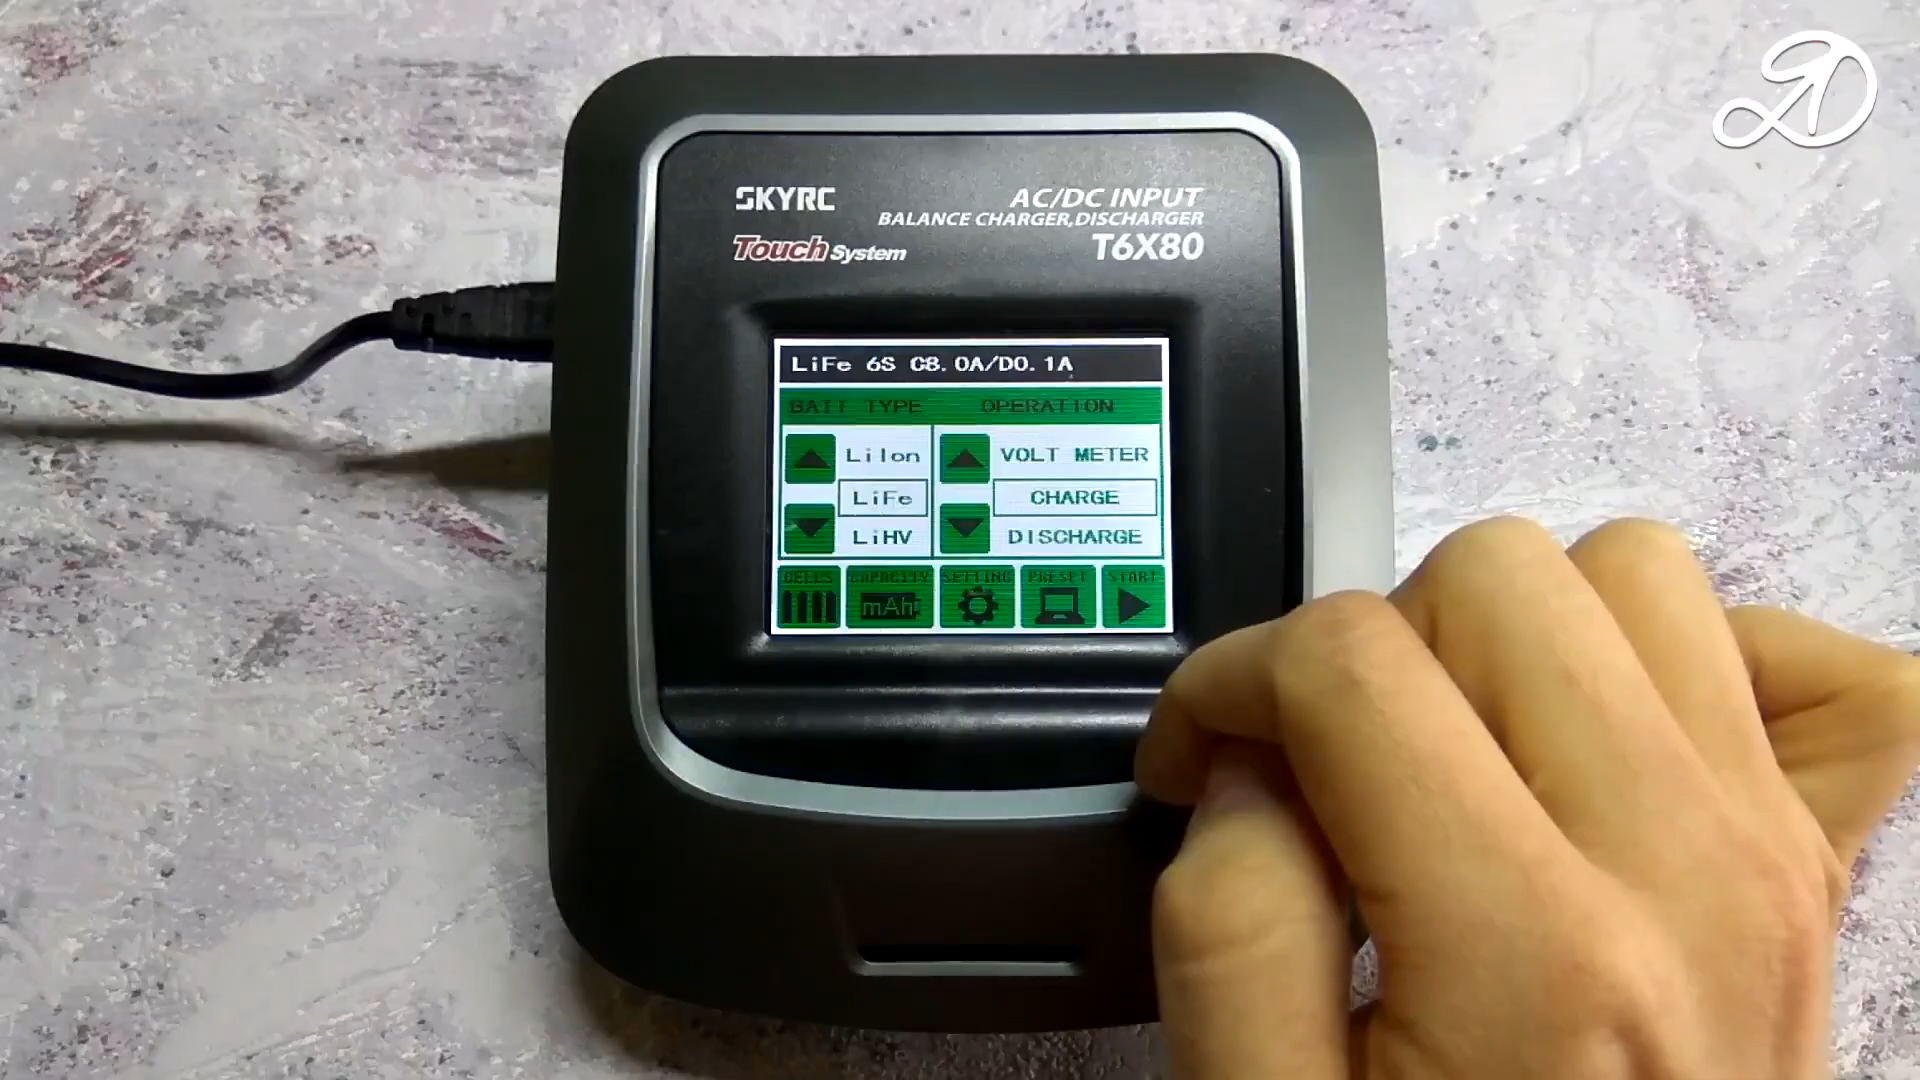 SKYRC
AC/DC INPUT
BALANCE CHARGER,DISCHARGER
Touch System
T6X80
LiFe 6S C8.0A/D0.1A
BATT TYPE OPERATION
LiIon VOLT METER
LiFe CHARGE
LiHV DISCHARGE
CELLS CAPACITY SETTING PRESET START
mAh